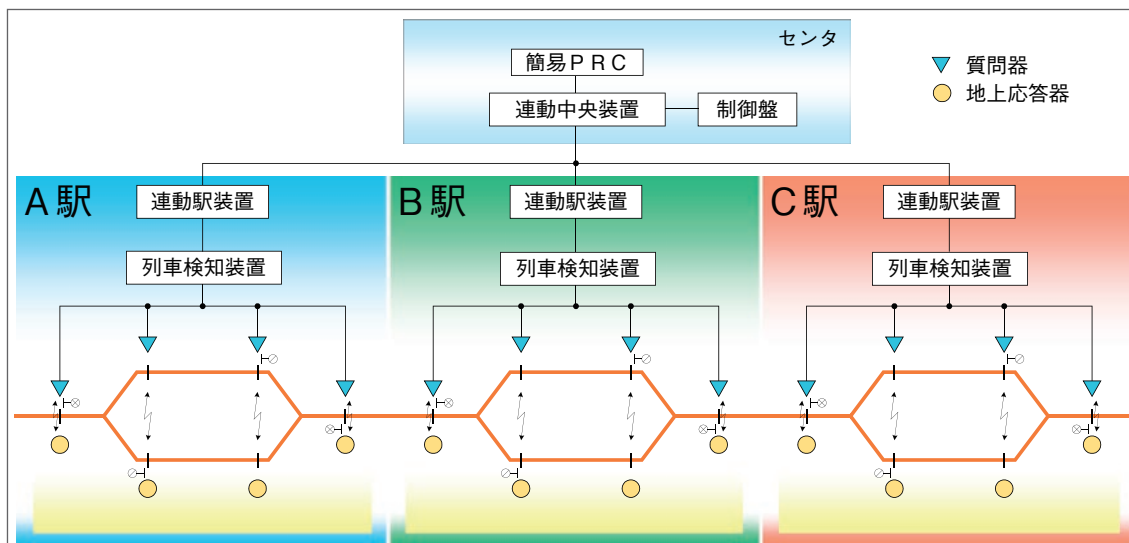 センタ
簡易ＰＲＣ
連動中央装置
制御盤
質問器
地上応答器
Ａ駅
連動駅装置
列車検知装置
Ｂ駅
連動駅装置
列車検知装置
Ｃ駅
連動駅装置
列車検知装置